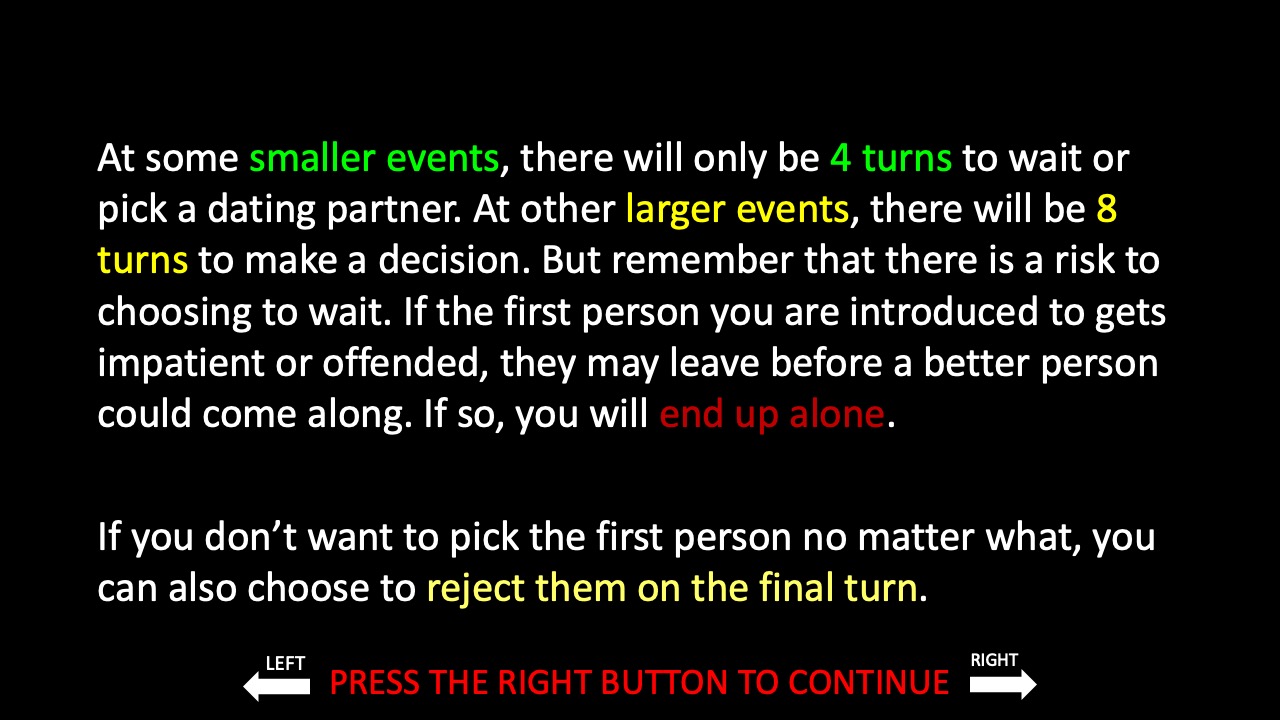 At some smaller events, there will only be 4 turns to wait or
pick a dating partner. At other larger events, there will be 8
turns to make a decision. But remember that there is a risk to
choosing to wait. If the first person you are introduced to gets
impatient or offended, they may leave before a better person
could come along. If so, you will end up alone.
If you don’t want to pick the first person no matter what, you
can also choose to reject them on the final turn.
LEFT
PRESS THE RIGHT BUTTON TO CONTINUE
RIGHT